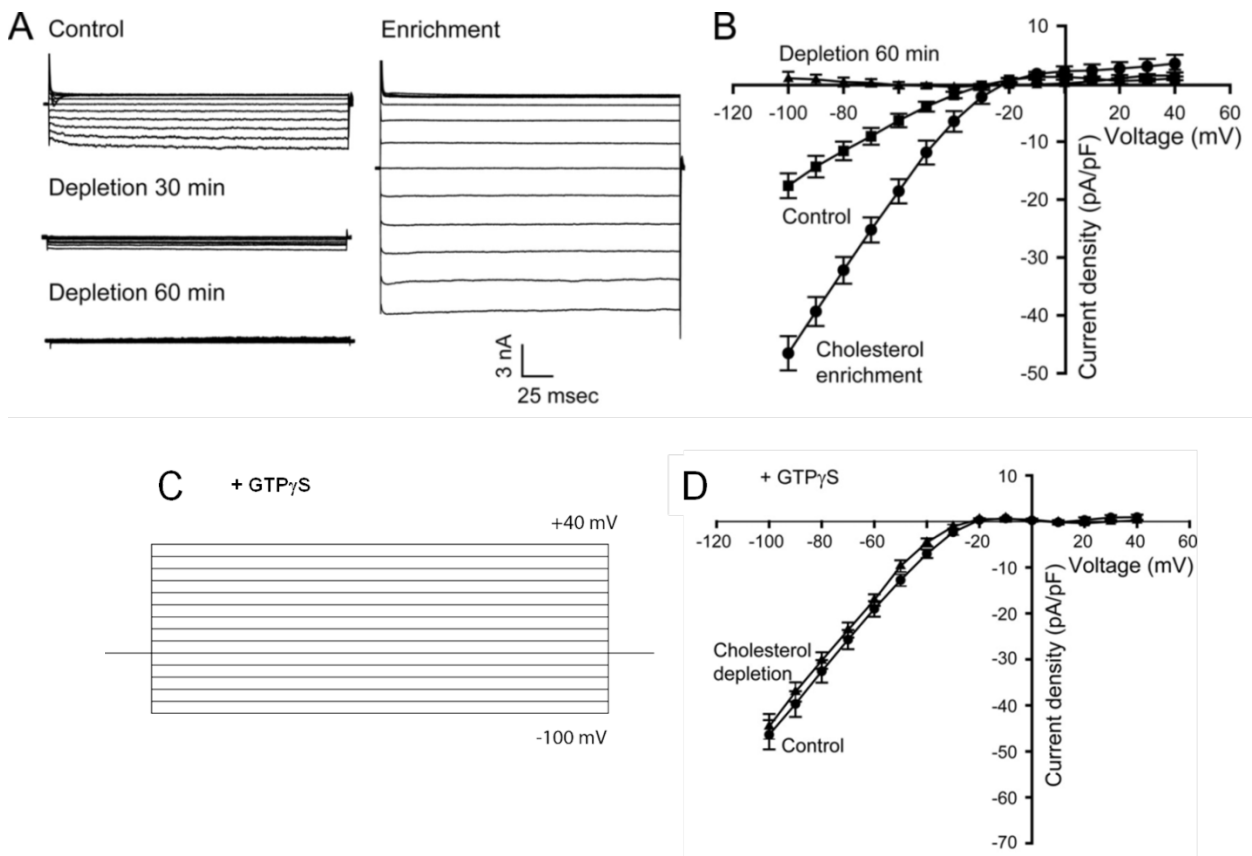 A
Control
Enrichment
Depletion 30 min
Depletion 60 min
3 nA
25 msec
B
Depletion 60 min
10
-120 -100 -80 -60 -40 -20 20 40 60
Voltage (mV)
-10
-20
-30
-40
-50
Control
Cholesterol
enrichment
Current density (pA/pF)
C + GTPγS
+40 mV
-100 mV
D + GTPγS
10
-120 -100 -80 -60 -40 -20 20 40 60
Voltage (mV)
-10
-20
-30
-40
-50
-60
-70
Cholesterol
depletion
Control
Current density (pA/pF)